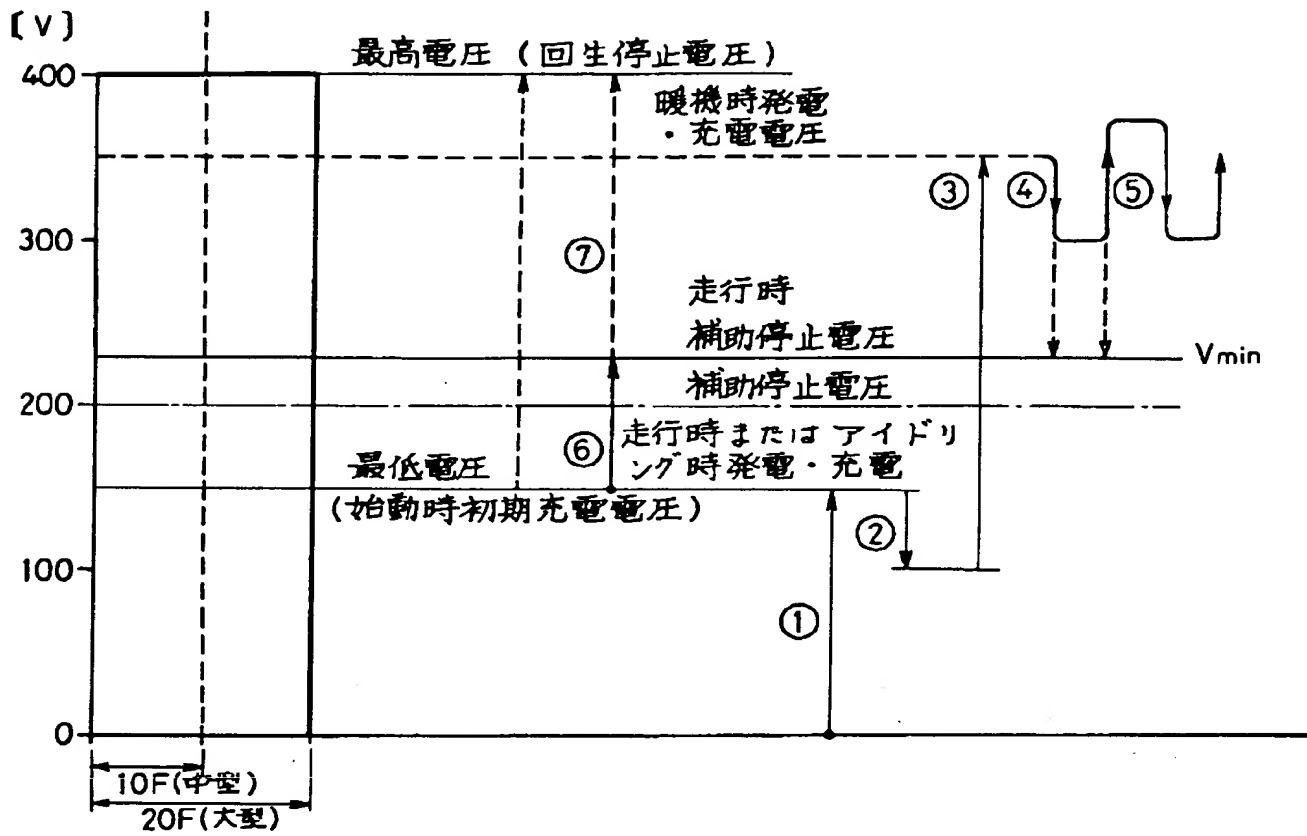 〔V〕
最高電圧（回生停止電圧）
400
暖機時発電
・充電電圧
③
④
⑤
300
⑦
走行時
補助停止電圧
Vmin
補助停止電圧
200
⑥
走行時またはアイドリ
ング時発電・充電
最低電圧
（始動時初期充電電圧）
②
100
①
0
10F(中型)
20F(大型)